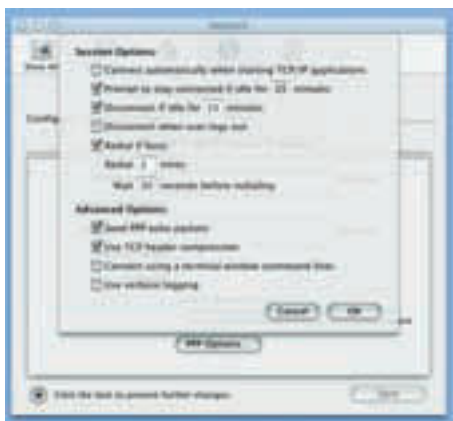 Show All
Session Options:
Connect automatically when starting TCP/IP applications
Prompt to stay connected if idle for minutes
Disconnect if idle for minutes
Disconnect when user logs out
Redial if busy
Redial times
Wait seconds before redialing
Advanced Options:
Send PPP echo packets
Use TCP header compression
Connect using a terminal window command line
Use verbose logging
Cancel OK
PPP Options...
Click the lock to prevent further changes.